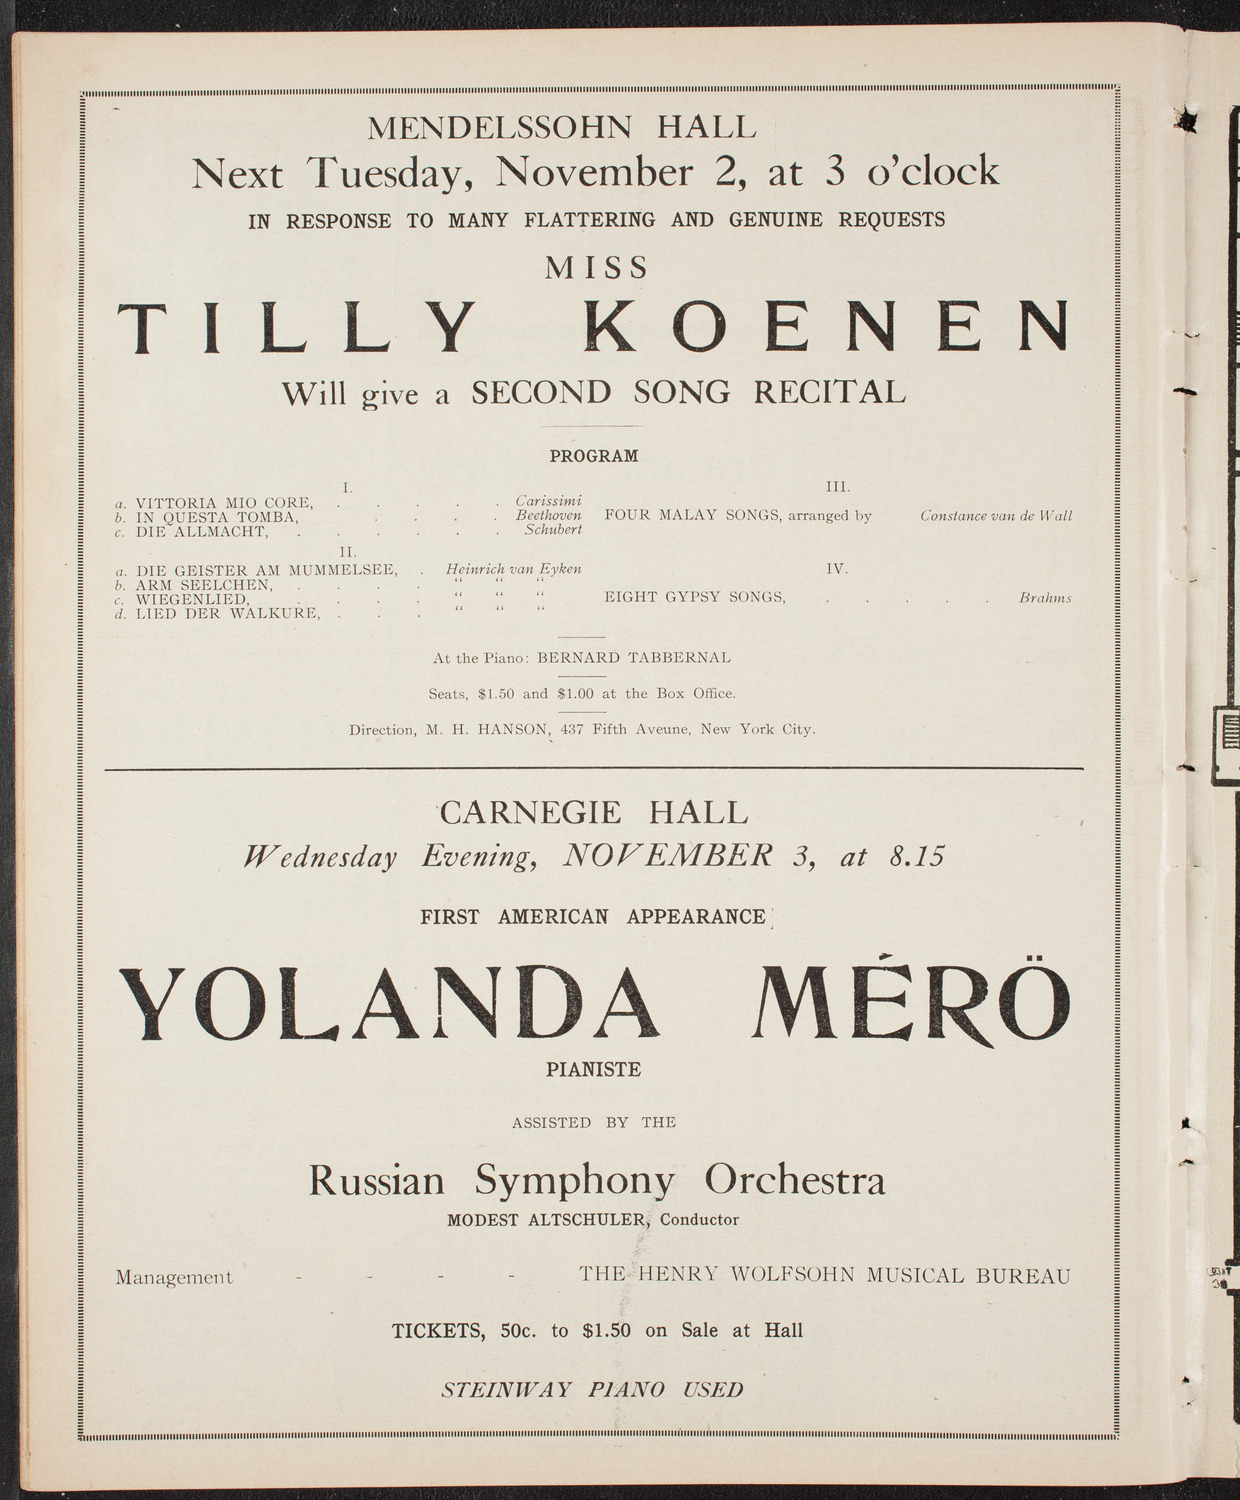 MENDELSSOHN HALL
Next Tuesday, November 2, at 3 o'clock
IN RESPONSE TO MANY FLATTERING AND GENUINE REQUESTS
MISS
TILLY KOENEN
Will give a SECOND SONG RECITAL
PROGRAM
I.
a. VITTORIA MIO CORE, . . . . . Carissimi
b. IN QUESTA TOMBA, . . . . Beethoven
c. DIE ALLMACHT, . . . . . . Schubert
II.
a. DIE GEISTER AM MUMMELSEE, . Heinrich van Eyken
b. ARM SEELCHEN, . . . . " " "
c. WIEGENLIED, . . . . " " "
d. LIED DER WALKURE, . . . " " "
III.
FOUR MALAY SONGS, arranged by Constance van de Wall
IV.
EIGHT GYPSY SONGS, . . . . . Brahms
At the Piano: BERNARD TABBERNAL
Seats, $1.50 and $1.00 at the Box Office.
Direction, M. H. HANSON, 437 Fifth Aveune, New York City.
CARNEGIE HALL
Wednesday Evening, NOVEMBER 3, at 8.15
FIRST AMERICAN APPEARANCE
YOLANDA MÉRÖ
PIANISTE
ASSISTED BY THE
Russian Symphony Orchestra
MODEST ALTSCHULER, Conductor
Management - - - - THE HENRY WOLFSOHN MUSICAL BUREAU
TICKETS, 50c. to $1.50 on Sale at Hall
STEINWAY PIANO USED